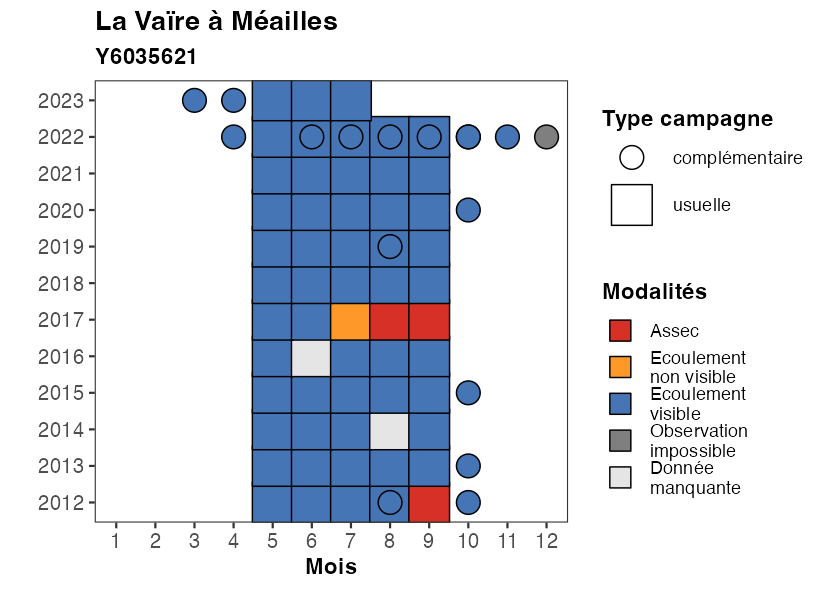 La Vaïre à Méailles
Y6035621
2023
2022
2021
2020
2019
2018
2017
2016
2015
2014
2013
2012
1 2 3 4 5 6 7 8 9 10 11 12
Mois
Type campagne
complémentaire
usuelle
Modalités
Assec
Ecoulement
non visible
Ecoulement
visible
Observation
impossible
Donnée
manquante